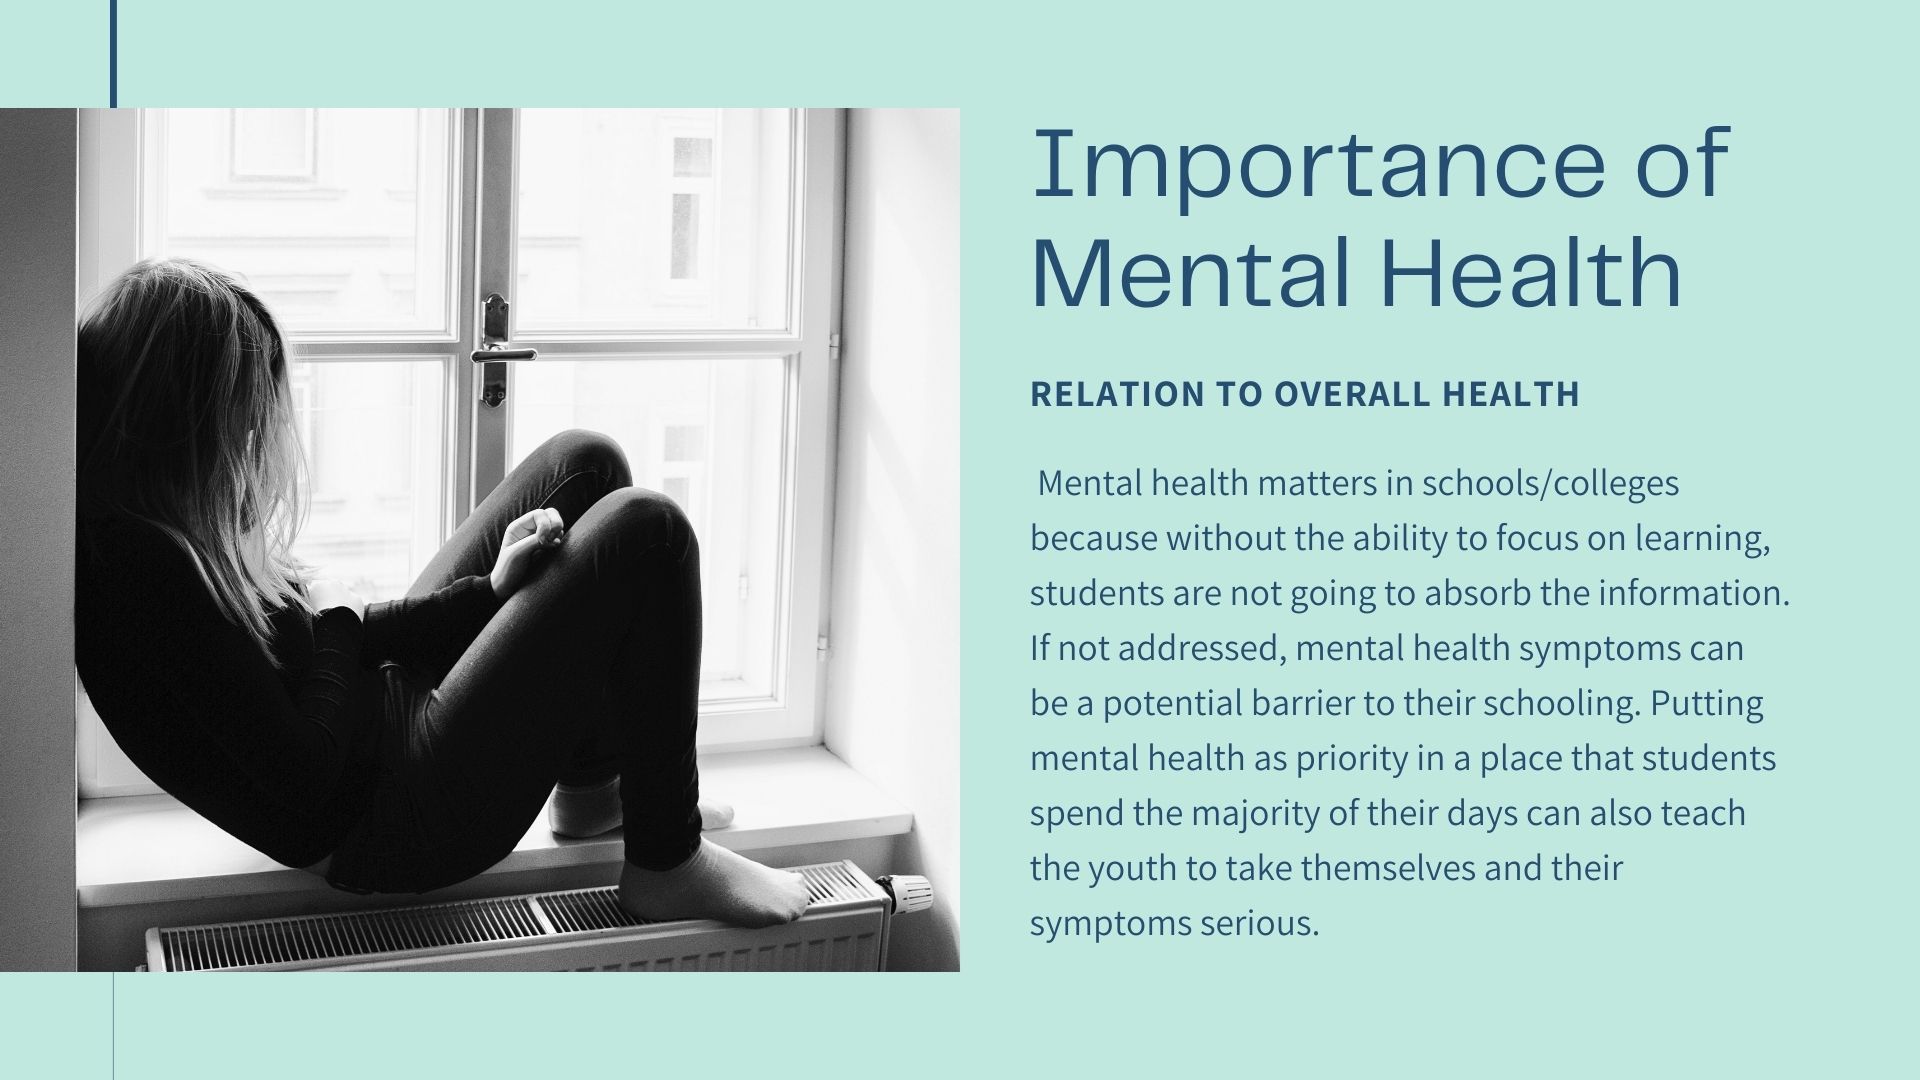 Importance of
Mental Health
RELATION TO OVERALL HEALTH
Mental health matters in schools/colleges
because without the ability to focus on learning,
students are not going to absorb the information.
If not addressed, mental health symptoms can
be a potential barrier to their schooling. Putting
mental health as priority in a place that students
spend the majority of their days can also teach
the youth to take themselves and their
symptoms serious.